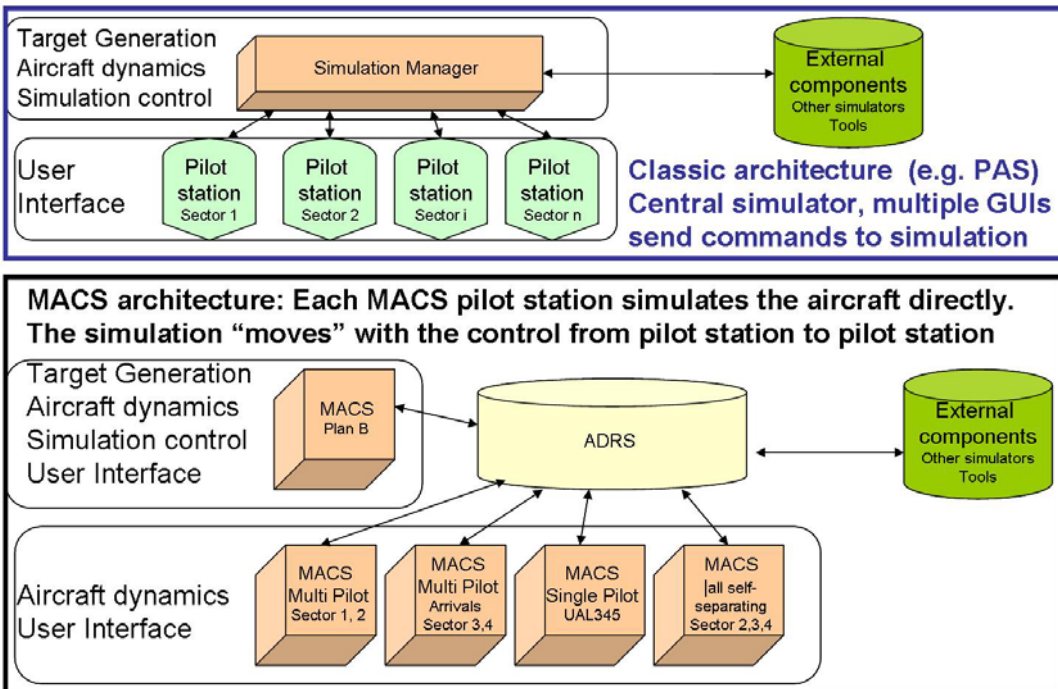 Target Generation
Aircraft dynamics
Simulation control
Simulation Manager
External
components
Other simulators
Tools
User
Interface
Pilot
station
Sector 1
Pilot
station
Sector 2
Pilot
station
Sector i
Pilot
station
Sector n
Classic architecture (e.g. PAS)
Central simulator, multiple GUIs
send commands to simulation
MACS architecture: Each MACS pilot station simulates the aircraft directly.
The simulation “moves” with the control from pilot station to pilot station
Target Generation
Aircraft dynamics
Simulation control
User Interface
MACS
Plan B
ADRS
External
components
Other simulators
Tools
Aircraft dynamics
User Interface
MACS
Multi Pilot
Sector 1, 2
MACS
Multi Pilot
Arrivals
Sector 3,4
MACS
Single Pilot
UAL345
MACS
|all self-
separating
Sector 2,3,4